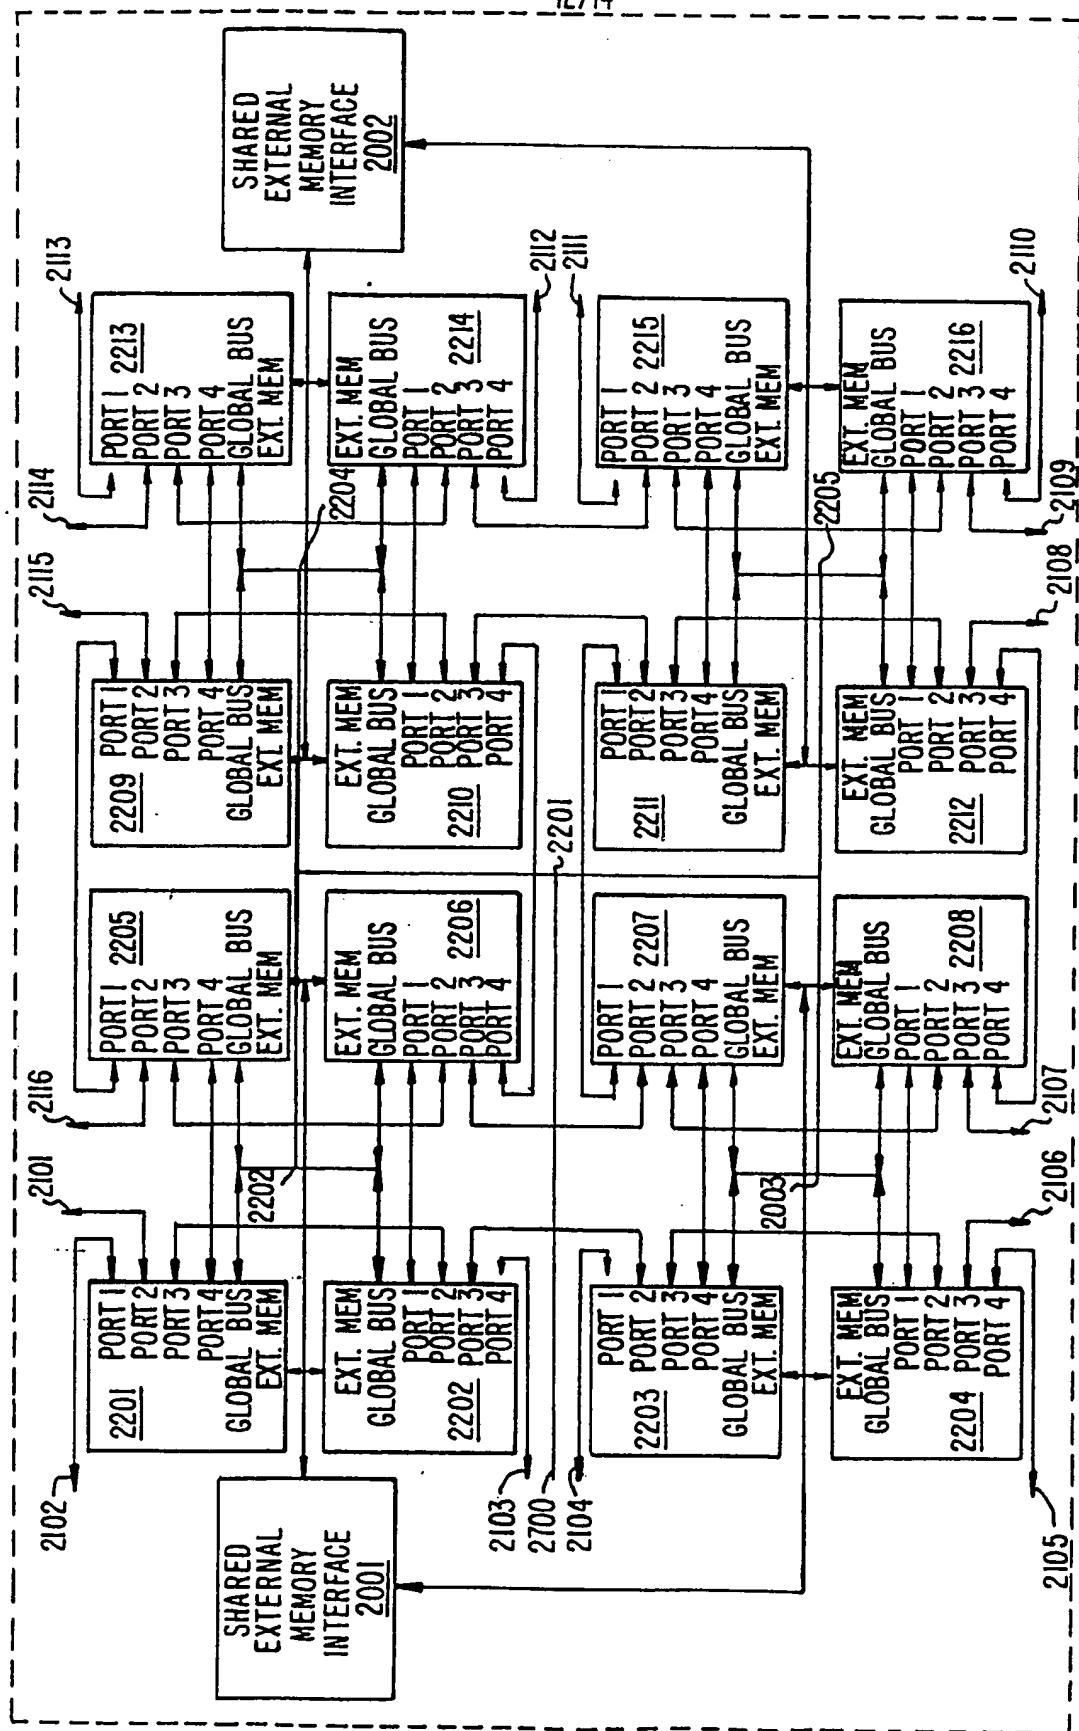 12/14
2102
2101
2116
2115
2114
2113
PORT 1
2201
PORT 2
PORT 3
PORT 4
GLOBAL BUS
EXT. MEM
PORT 1
2205
PORT 2
PORT 3
PORT 4
GLOBAL BUS
EXT. MEM
PORT 1
2209
PORT 2
PORT 3
PORT 4
GLOBAL BUS
EXT. MEM
PORT 1
2213
PORT 2
PORT 3
PORT 4
GLOBAL BUS
EXT. MEM
SHARED
EXTERNAL
MEMORY
INTERFACE
2001
2202
2204
SHARED
EXTERNAL
MEMORY
INTERFACE
2002
EXT. MEM
GLOBAL BUS
PORT 1
PORT 2
2202
PORT 3
PORT 4
EXT. MEM
GLOBAL BUS
PORT 1
PORT 2
2206
PORT 3
PORT 4
EXT. MEM
GLOBAL BUS
PORT 1
PORT 2
2210
PORT 3
PORT 4
EXT. MEM
GLOBAL BUS
PORT 1
PORT 2
2214
PORT 3
PORT 4
2103
2112
2700
2201
2104
2111
PORT 1
PORT 2
2203
PORT 3
PORT 4
GLOBAL BUS
EXT. MEM
PORT 1
PORT 2
2207
PORT 3
PORT 4
GLOBAL BUS
EXT. MEM
PORT 1
PORT 2
2211
PORT 3
PORT 4
GLOBAL BUS
EXT. MEM
PORT 1
PORT 2
2215
PORT 3
PORT 4
GLOBAL BUS
EXT. MEM
2003
2205
EXT. MEM
GLOBAL BUS
PORT 1
PORT 2
2204
PORT 3
PORT 4
EXT. MEM
GLOBAL BUS
PORT 1
PORT 2
2208
PORT 3
PORT 4
EXT. MEM
GLOBAL BUS
PORT 1
PORT 2
2212
PORT 3
PORT 4
EXT. MEM
GLOBAL BUS
PORT 1
PORT 2
2216
PORT 3
PORT 4
2105
2106
2107
2108
2109
2110